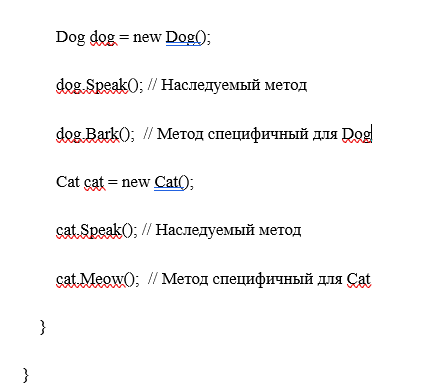 Dog dog = new Dog();
dog.Speak(); // Наследуемый метод
dog.Bark();  // Метод специфичный для Dog
Cat cat = new Cat();
cat.Speak(); // Наследуемый метод
cat.Meow();  // Метод специфичный для Cat
}
}